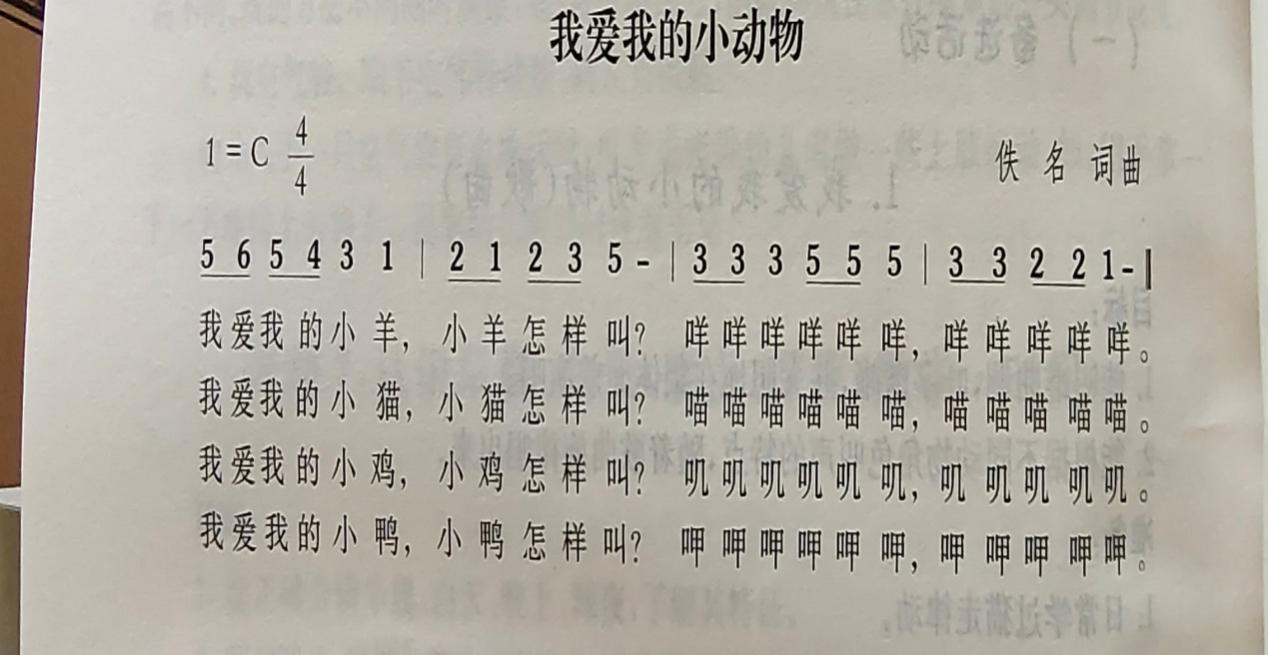 我爱我的小动物
1=C 4/4 佚 名 词曲
5 6 5 4 3 1 | 2 1 2 3 5 - | 3 3 3 5 5 5 | 3 3 2 2 1 - ‖
我爱我的小羊，小羊怎样叫？咩咩咩咩咩咩，咩咩咩咩咩。
我爱我的小猫，小猫怎样叫？喵喵喵喵喵喵，喵喵喵喵喵。
我爱我的小鸡，小鸡怎样叫？叽叽叽叽叽叽，叽叽叽叽叽。
我爱我的小鸭，小鸭怎样叫？呷呷呷呷呷呷，呷呷呷呷呷。